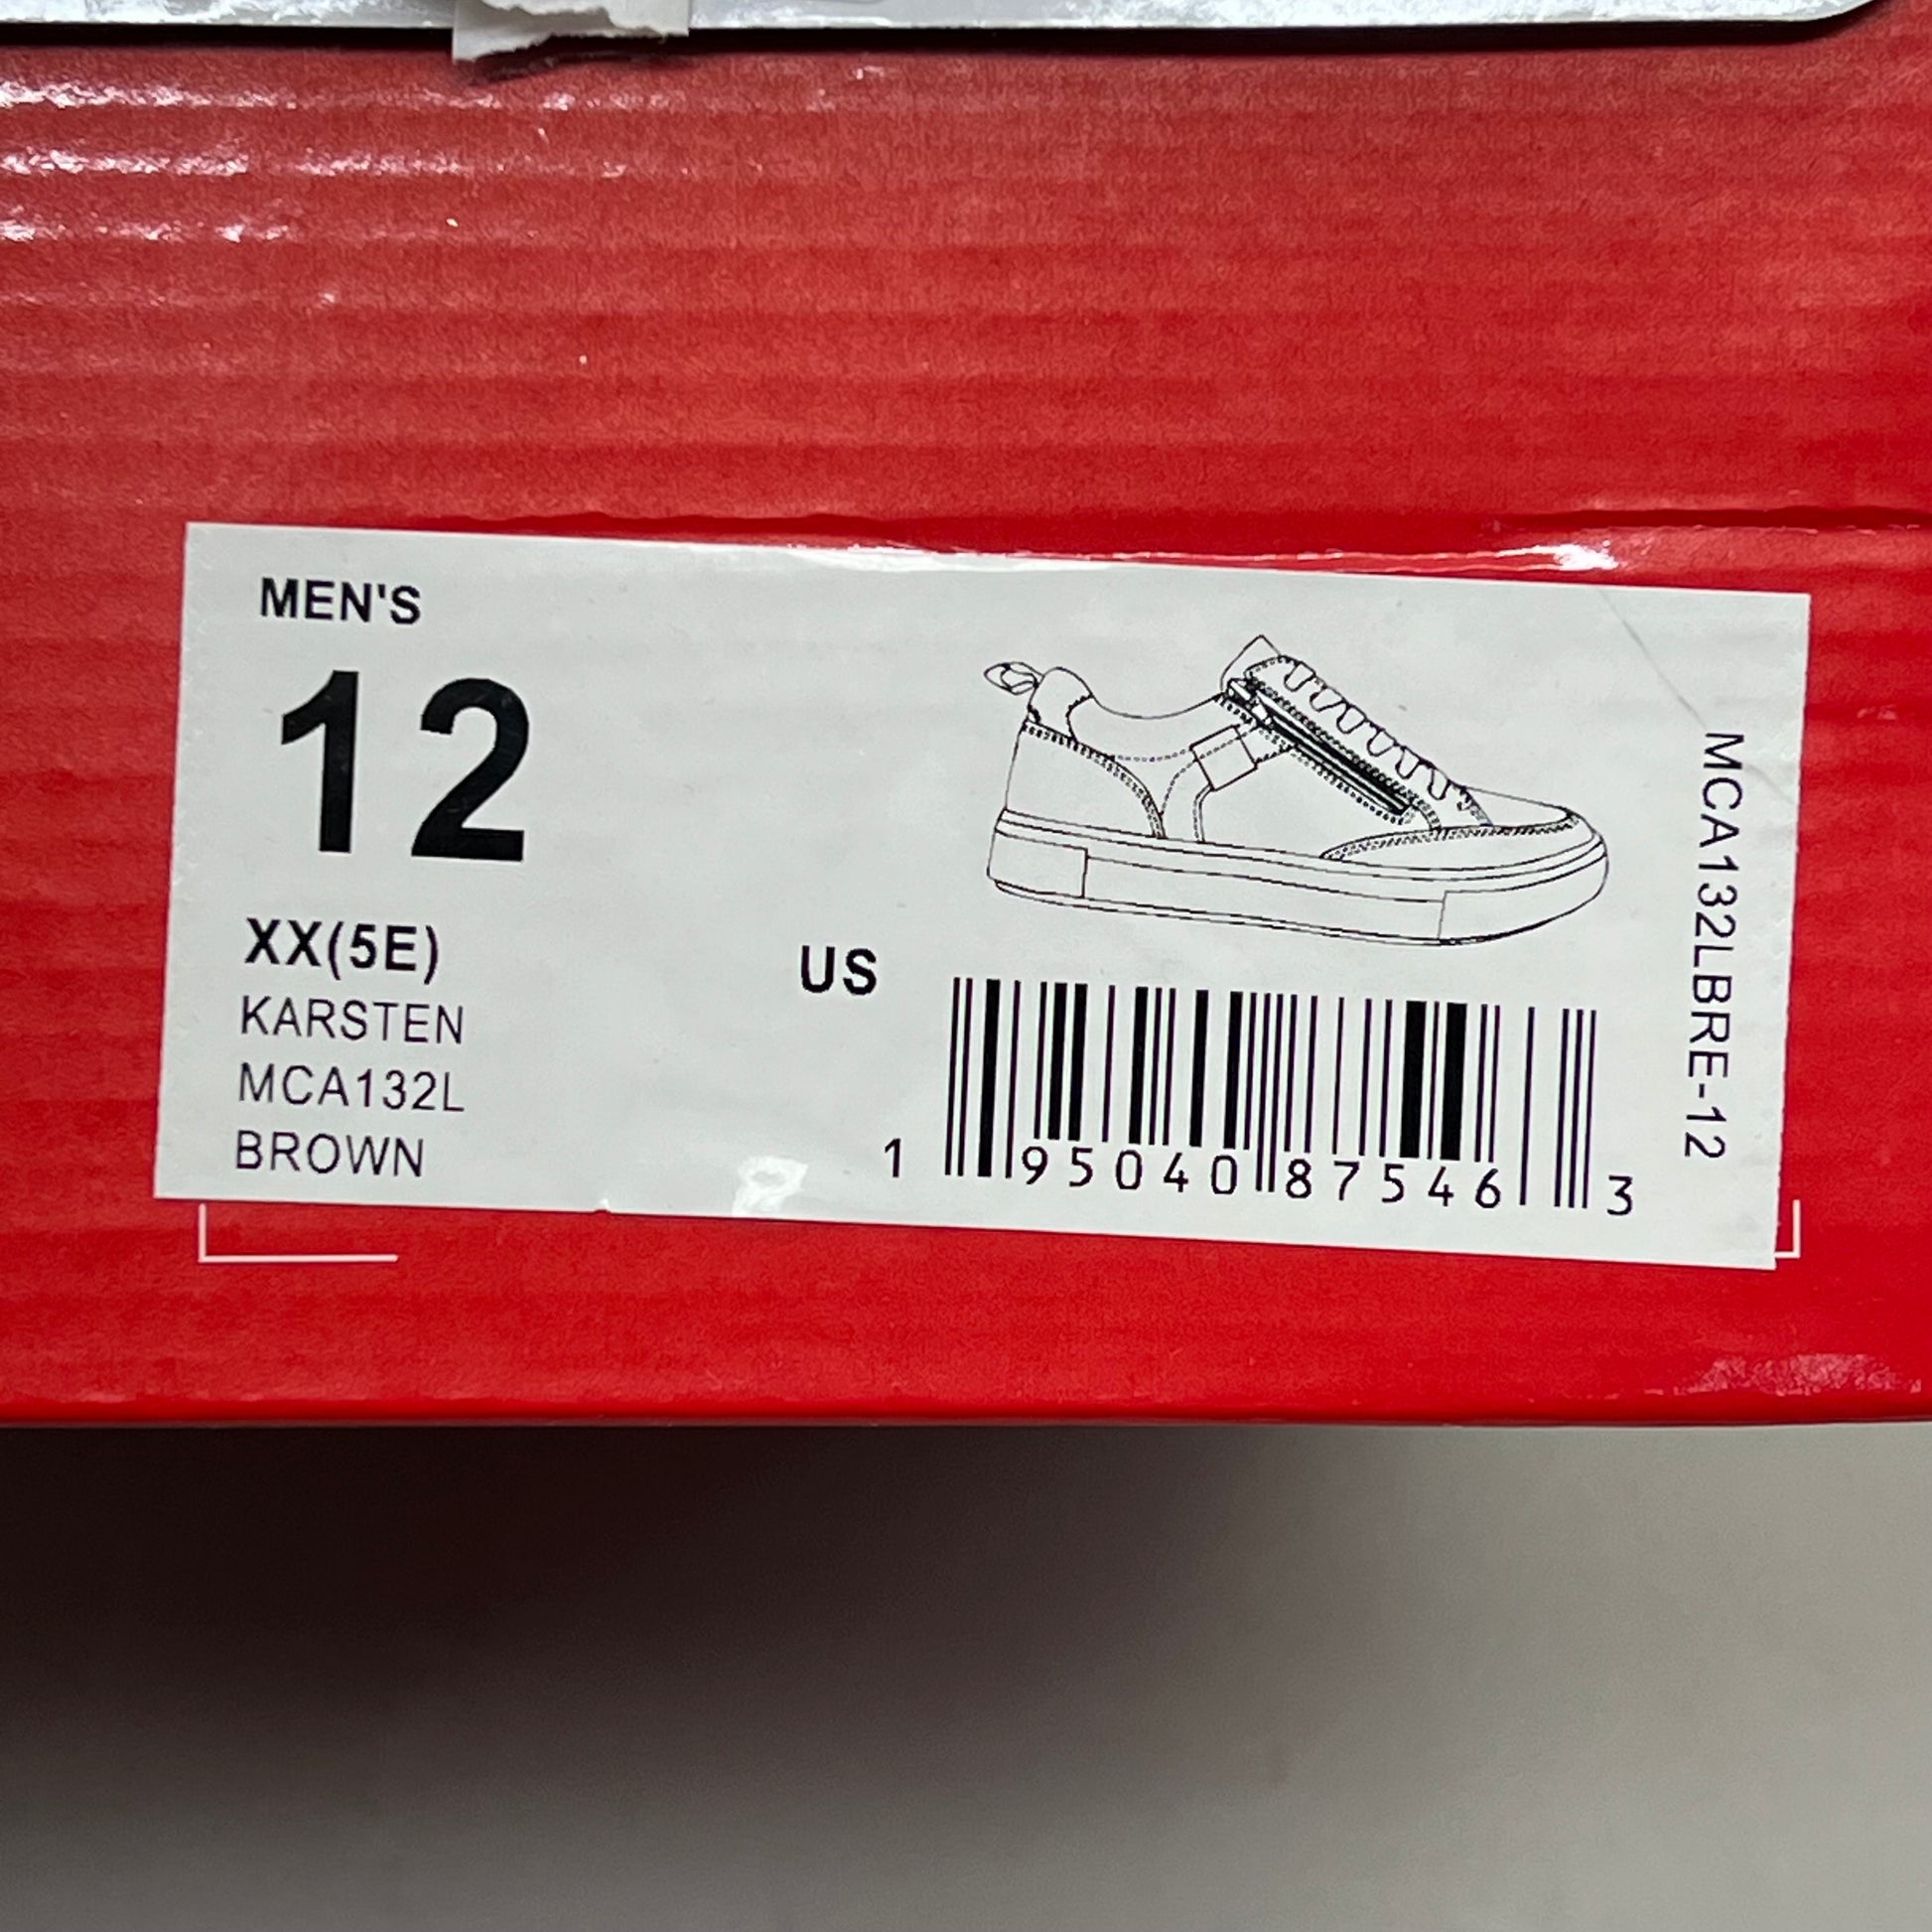 MEN'S
12
XX(5E)
US
KARSTEN
MCA132L
BROWN
1 95040 87546 3
MCA132LBRE-12